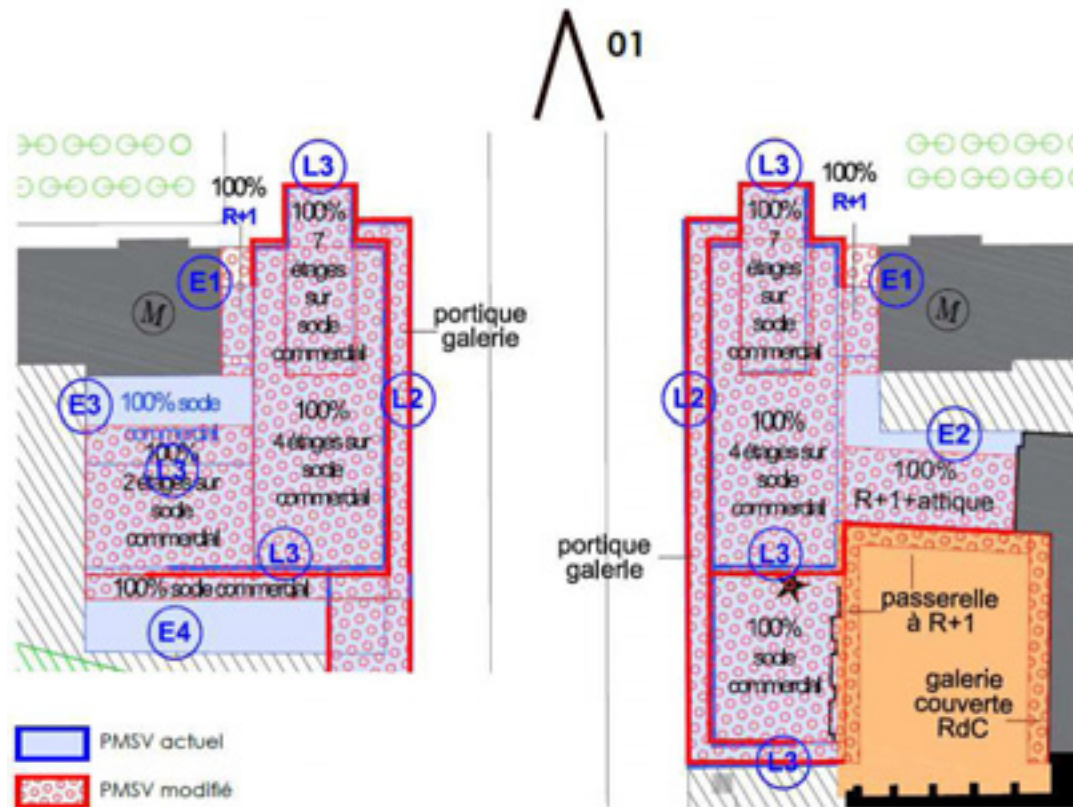 01
L3
100%
R+1
100%
7
étages
sur
socle
commercial
E1
M
portique
galerie
E3
100% socle
commercial
L2
100%
L3
2 étages sur
socle
commercial
100%
4 étages sur
socle
commercial
L3
100% socle commercial
E4
PMSV actuel
PMSV modifié
L3
100%
R+1
100%
7
étages
sur
socle
commercial
E1
M
L2
100%
4 étages sur
socle
commercial
E2
100%
R+1+attique
portique
galerie
L3
100%
socle
commercial
passerelle
à R+1
galerie
couverte
RdC
L3